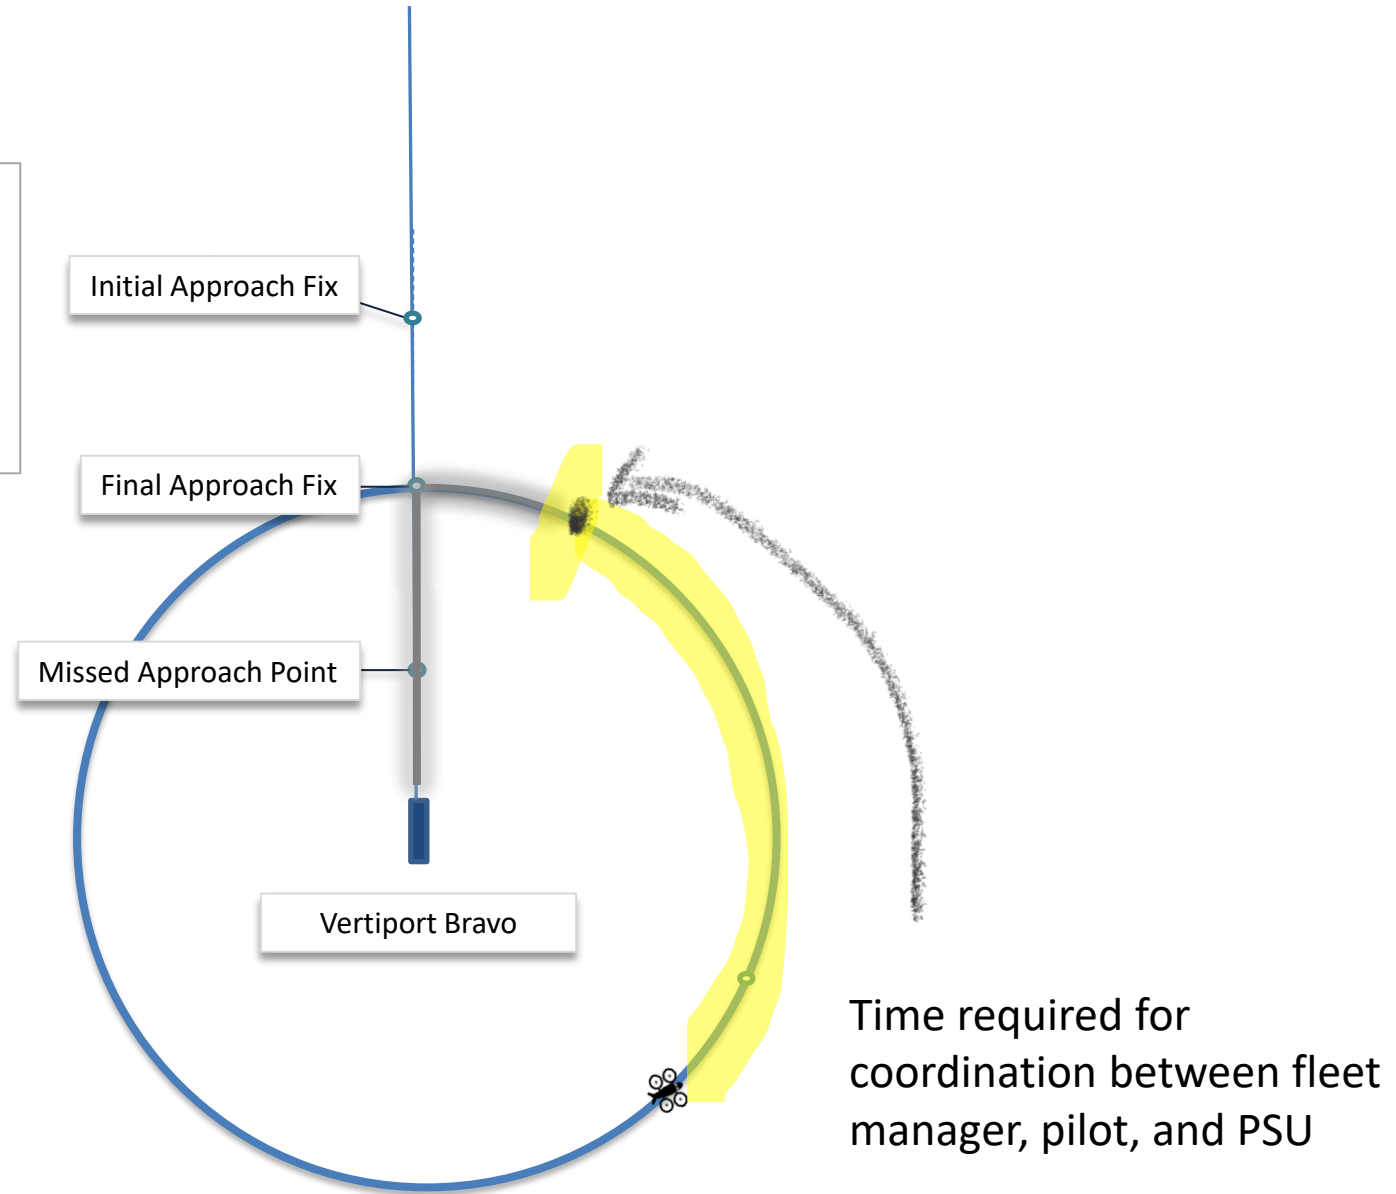 Initial Approach Fix
Final Approach Fix
Missed Approach Point
Vertiport Bravo
Time required for
coordination between fleet
manager, pilot, and PSU